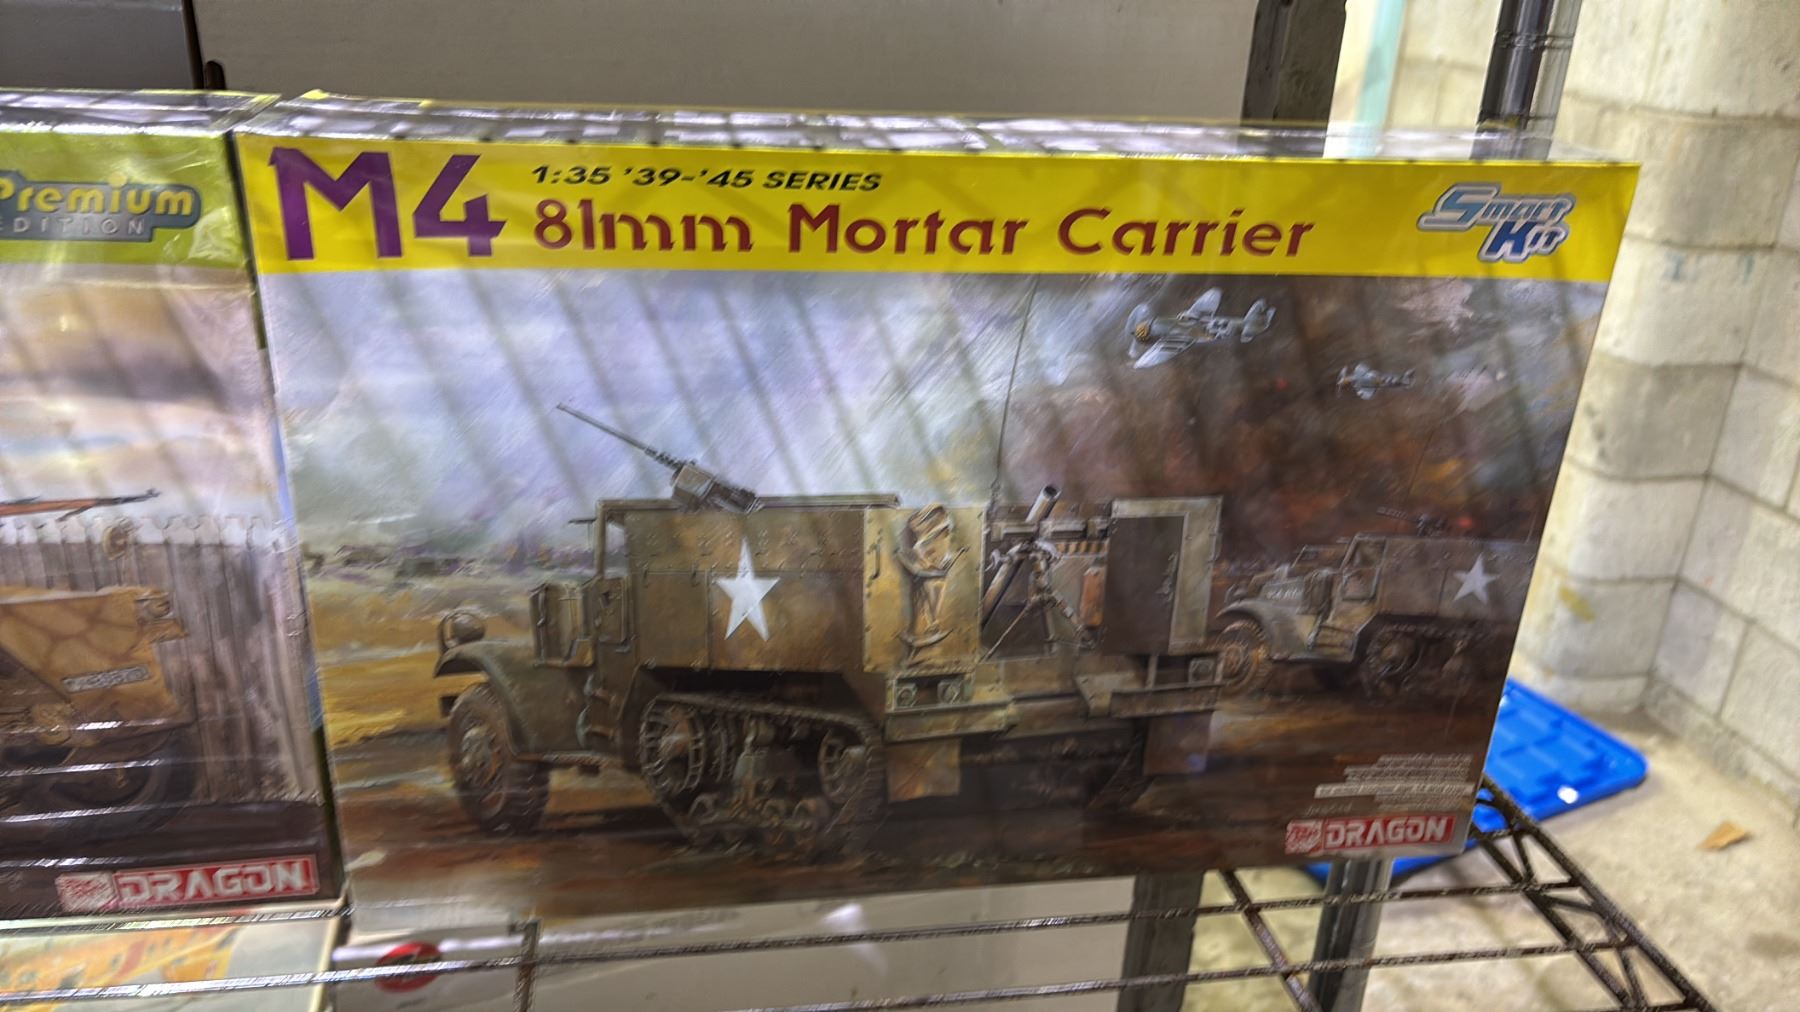 Premium
EDITION
M4
1:35 '39-'45 SERIES
81mm Mortar Carrier
Smart
Kit
DRAGON
DRAGON